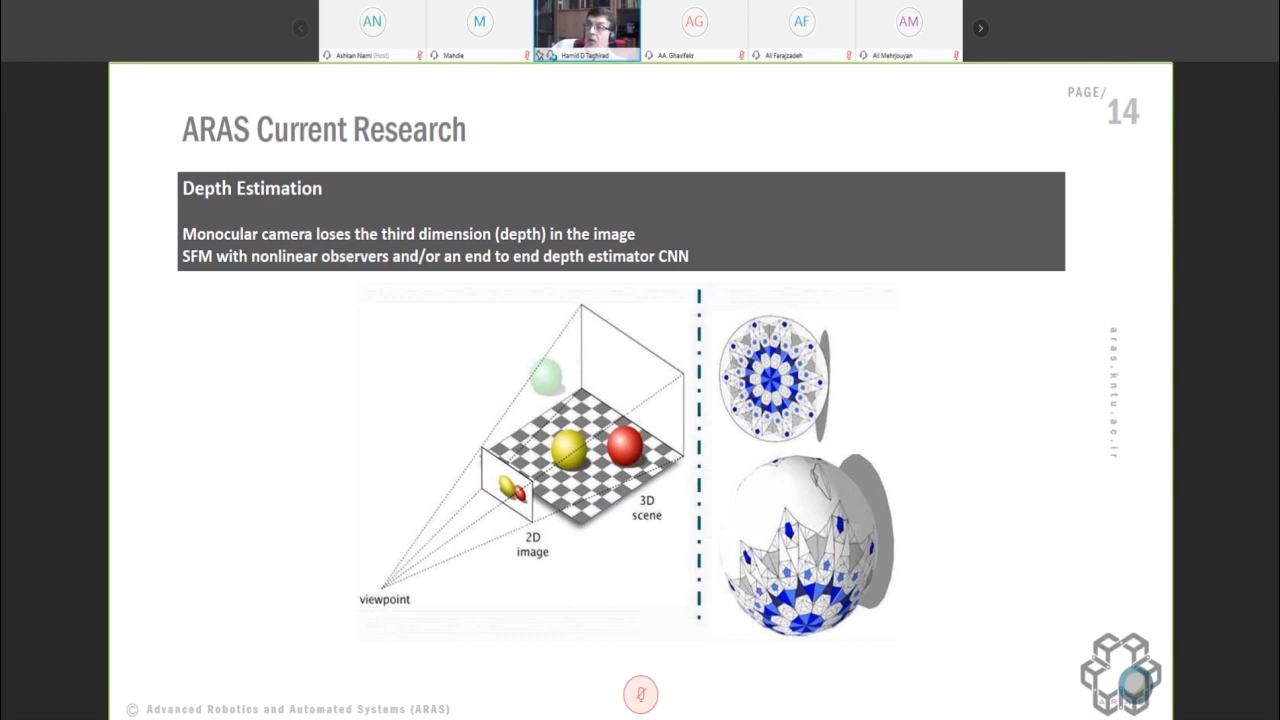 AN
M
AG
AF
AM
Ashkan Nami (Host)
Mahdie
Hamid D Taghirad
AA. Ghavifekr
Ali Farajzadeh
Ali Mehrjouyan
PAGE/
14
ARAS Current Research
Depth Estimation
Monocular camera loses the third dimension (depth) in the image
SFM with nonlinear observers and/or an end to end depth estimator CNN
3D
scene
2D
image
viewpoint
aras.kntu.ac.ir
© Advanced Robotics and Automated Systems (ARAS)